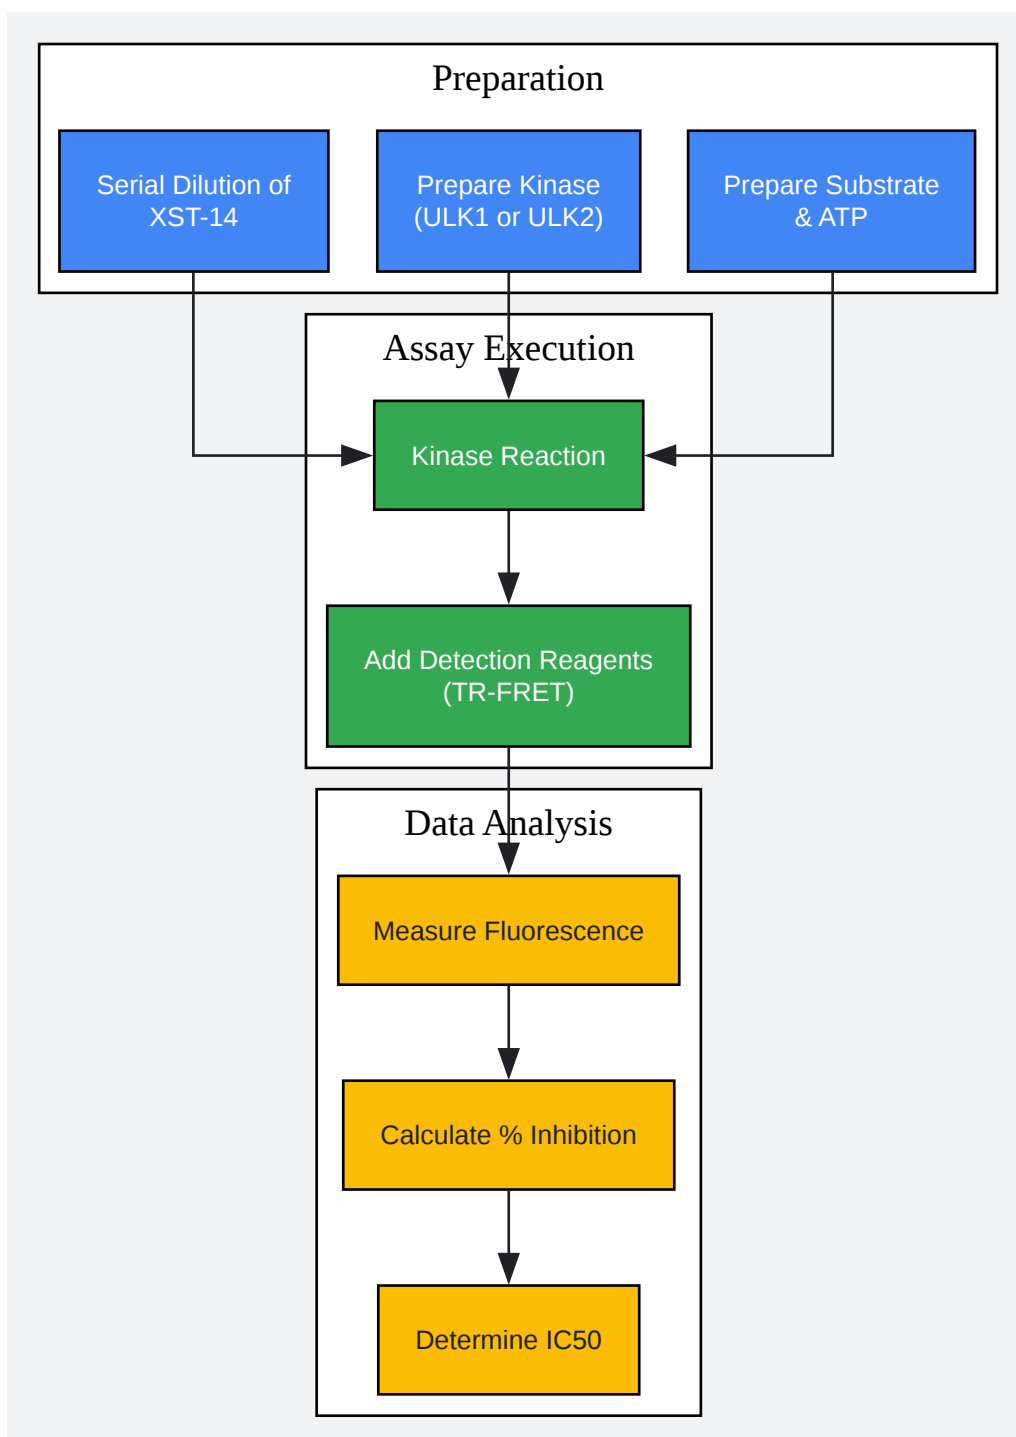 Preparation
Serial Dilution of
XST-14
Prepare Kinase
(ULK1 or ULK2)
Prepare Substrate
& ATP
Assay Execution
Kinase Reaction
Add Detection Reagents
(TR-FRET)
Data Analysis
Measure Fluorescence
Calculate % Inhibition
Determine IC50